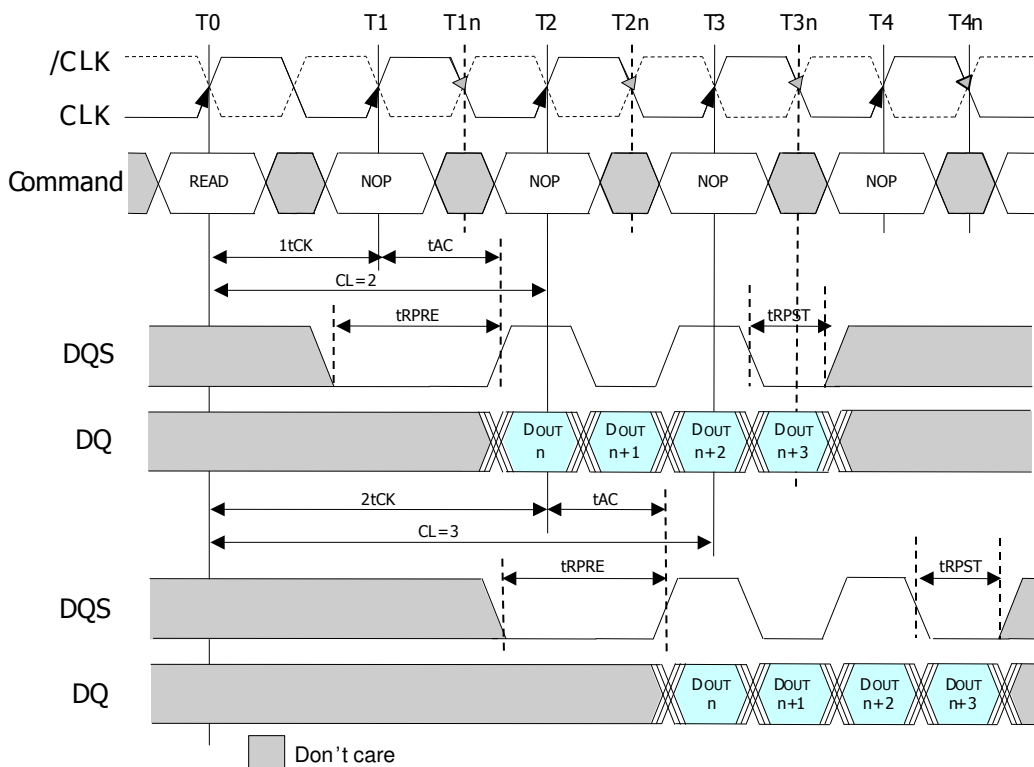 T0 T1 T1n T2 T2n T3 T3n T4 T4n
/CLK
CLK
Command READ NOP NOP NOP NOP
1tCK tAC
CL=2
tRPRE tRPST
DQS
DQ DOUT n DOUT n+1 DOUT n+2 DOUT n+3
2tCK tAC
CL=3
tRPRE tRPST
DQS
DQ DOUT n DOUT n+1 DOUT n+2 DOUT n+3
Don't care